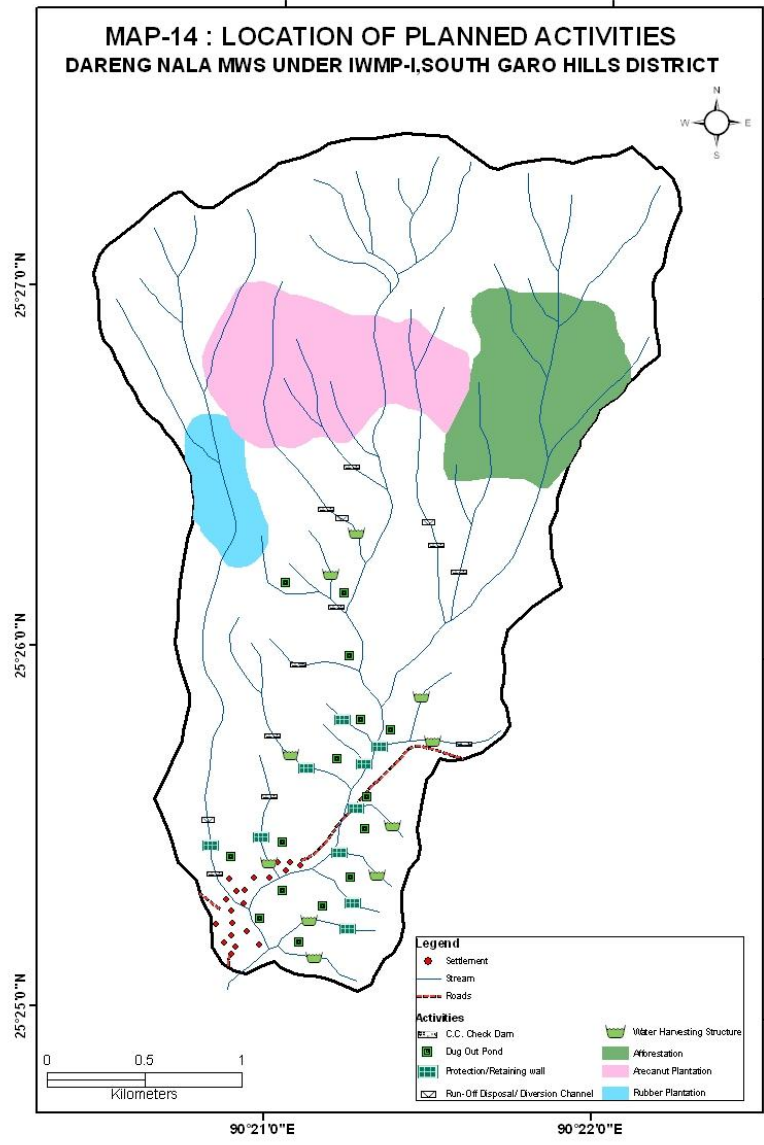 MAP-14 : LOCATION OF PLANNED ACTIVITIES
DARENG NALA MWS UNDER IWMP-I,SOUTH GARO HILLS DISTRICT
N
W E
S
25°27'0"N
25°26'0"N
25°25'0"N
Legend
Settlement
Stream
Roads
Activities
C.C. Check Dam
Dug Out Pond
Protection/Retaining wall
Run-Off Disposal/ Diversion Channel
Water Harvesting Structure
Afforestation
Arecanut Plantation
Rubber Plantation
0 0.5 1
Kilometers
90°21'0"E 90°22'0"E